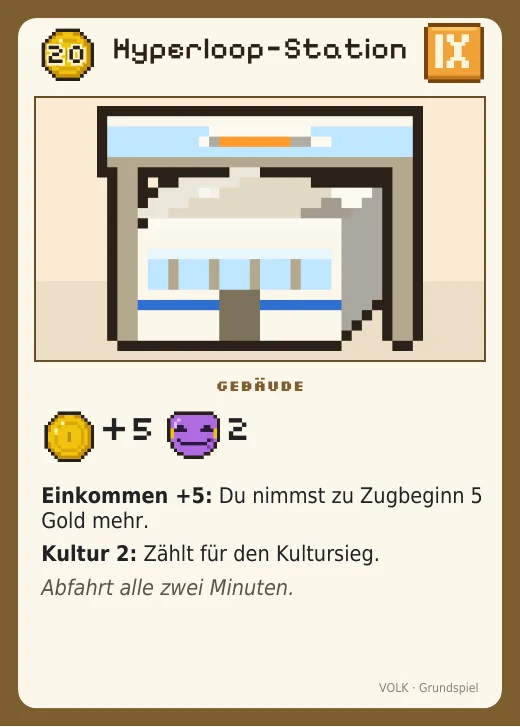 20 Hyperloop-Station IX
GEBÄUDE
+5 2
Einkommen +5: Du nimmst zu Zugbeginn 5
Gold mehr.
Kultur 2: Zählt für den Kultursieg.
Abfahrt alle zwei Minuten.
VOLK · Grundspiel